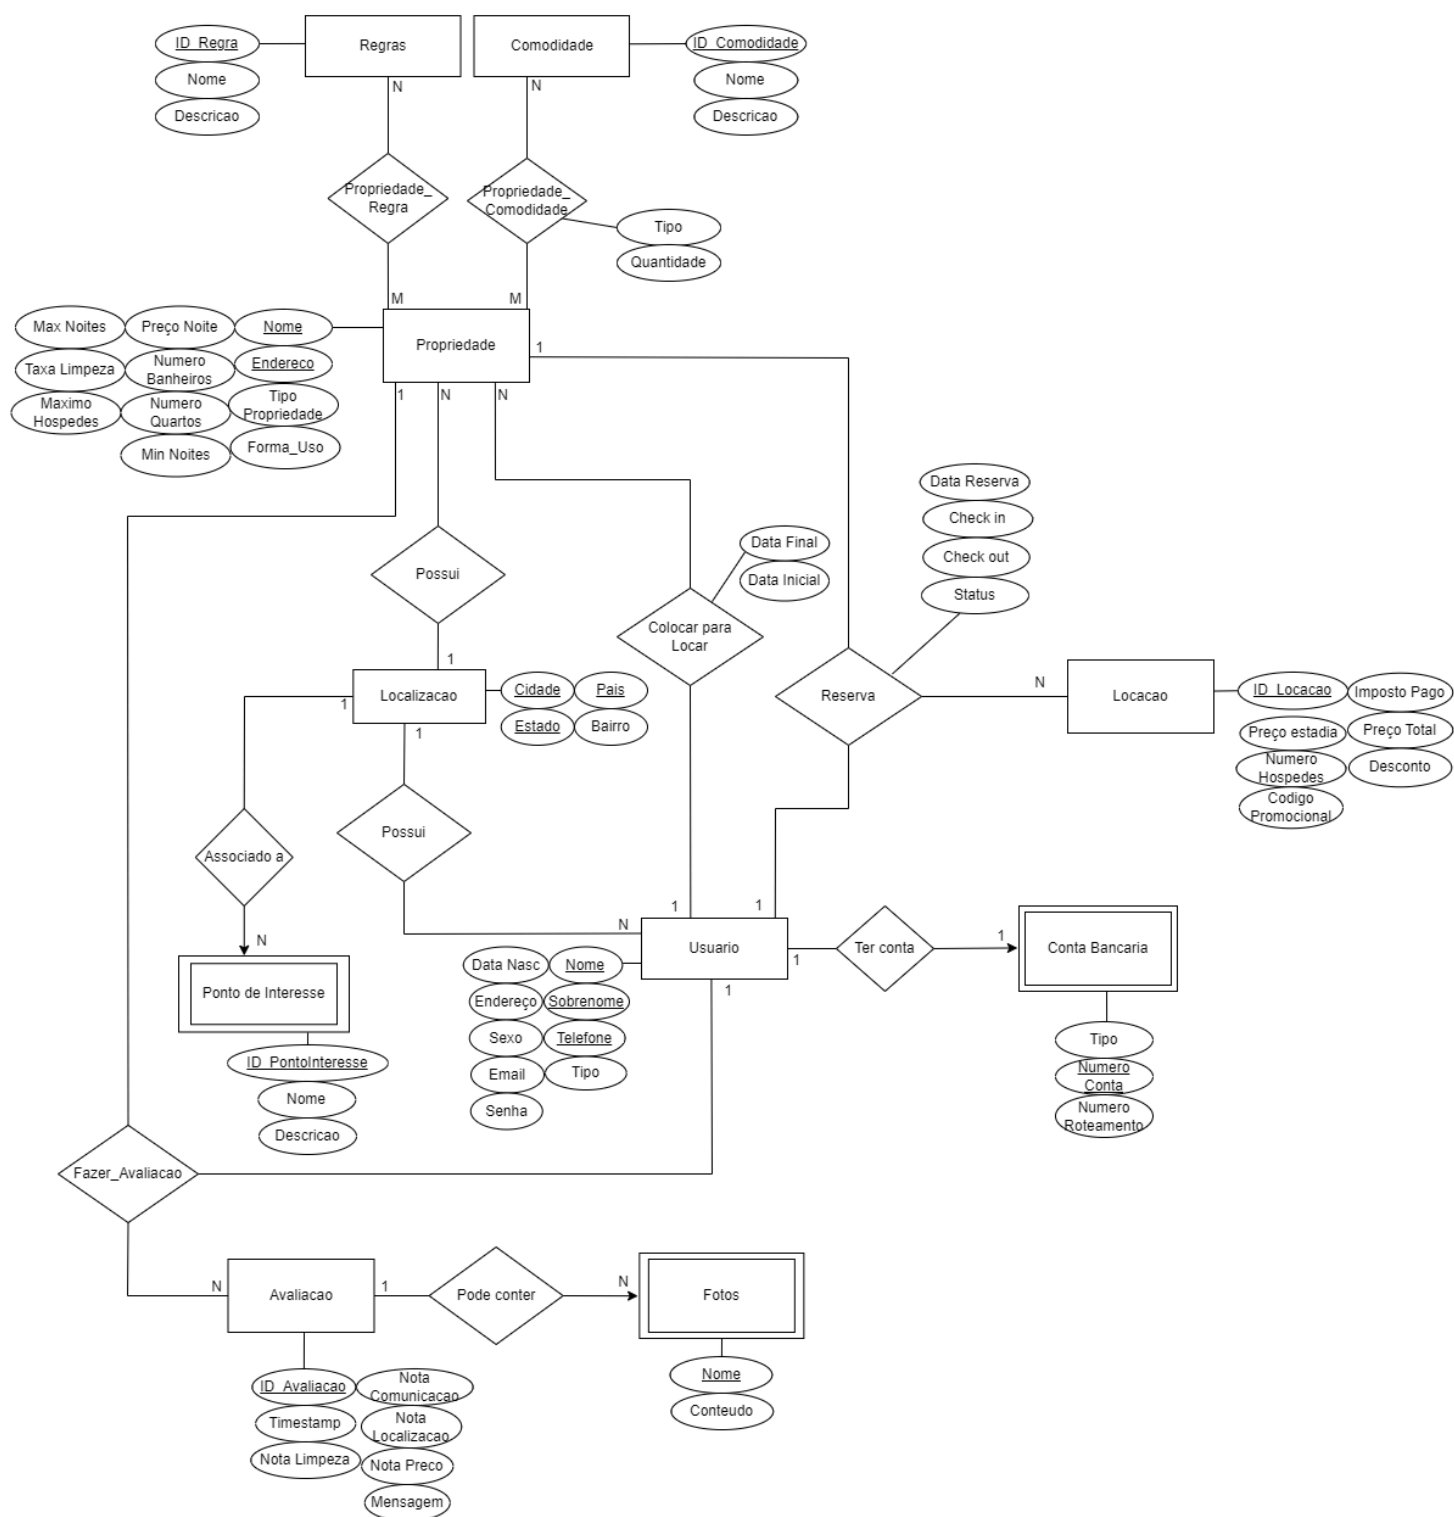 ID_Regra
Regras
Comodidade
ID_Comodidade
Nome
Nome
Descricao
Descricao
N
N
Propriedade_
Regra
Propriedade_
Comodidade
Tipo
Quantidade
M
M
Max Noites
Preço Noite
Nome
Propriedade
1
Taxa Limpeza
Numero
Banheiros
Endereco
Maximo
Hospedes
Numero
Quartos
Tipo
Propriedade
Min Noites
Forma_Uso
1
N
N
Data Reserva
Check in
Check out
Status
Data Final
Data Inicial
Possui
Colocar para
Locar
1
1
Localizacao
1
Cidade
Pais
Estado
Bairro
Reserva
N
Locacao
ID_Locacao
Imposto Pago
Preço estadia
Preço Total
Numero
Hospedes
Desconto
Codigo
Promocional
Associado a
Possui
N
N
1
1
Usuario
1
Ter conta
1
Conta Bancaria
Ponto de Interesse
ID_PontoInteresse
Nome
Descricao
Data Nasc
Nome
1
Endereço
Sobrenome
Sexo
Telefone
Email
Tipo
Senha
Tipo
Numero
Conta
Numero
Roteamento
Fazer_Avaliacao
N
Avaliacao
1
Pode conter
N
Fotos
ID_Avaliacao
Nota
Comunicacao
Timestamp
Nota
Localizacao
Nota Limpeza
Nota Preco
Mensagem
Nome
Conteudo